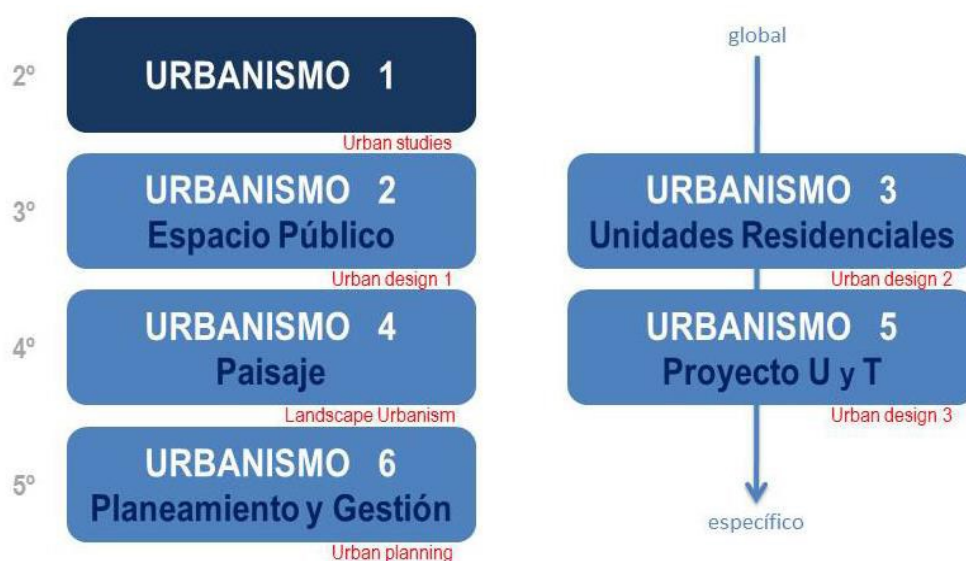 global
2º
URBANISMO 1
Urban studies
3º
URBANISMO 2
Espacio Público
Urban design 1
URBANISMO 3
Unidades Residenciales
Urban design 2
4º
URBANISMO 4
Paisaje
Landscape Urbanism
URBANISMO 5
Proyecto U y T
Urban design 3
5º
URBANISMO 6
Planeamiento y Gestión
Urban planning
específico